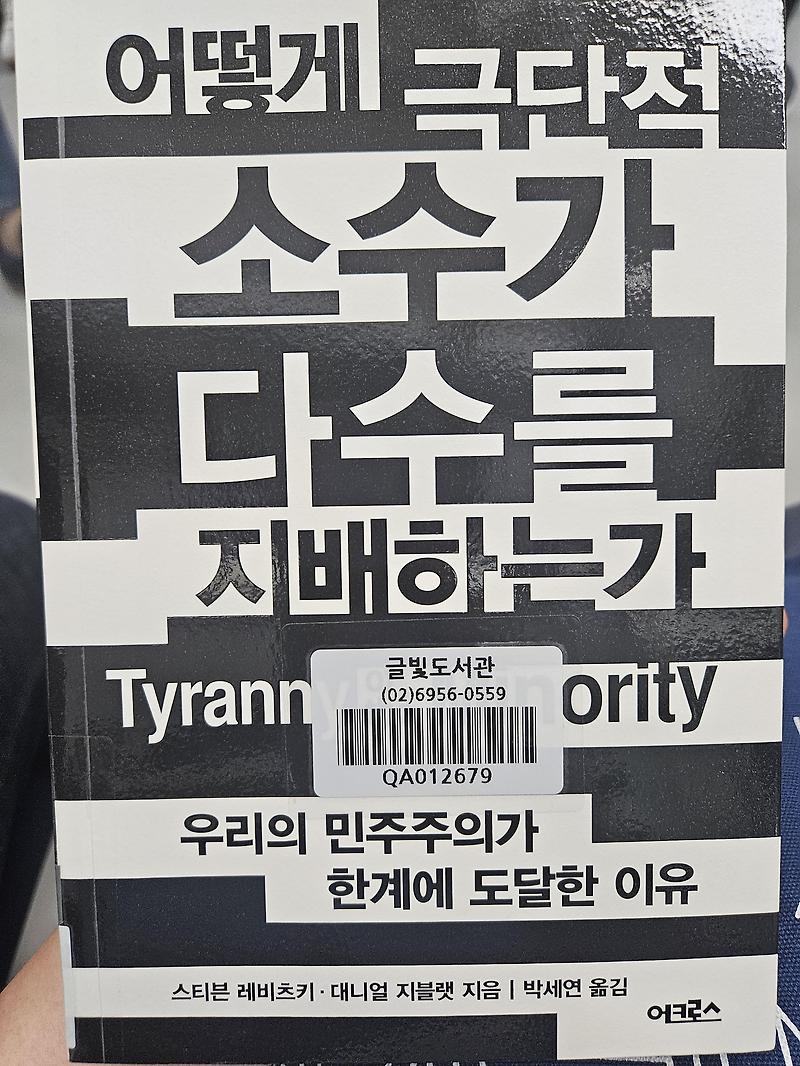 어떻게 극단적
소수가
다수를
지배하는가
Tyranny ority
글빛도서관
(02)6956-0559
QA012679
우리의 민주주의가
한계에 도달한 이유
스티븐 레비츠키·대니얼 지블랫 지음 | 박세연 옮김
어크로스